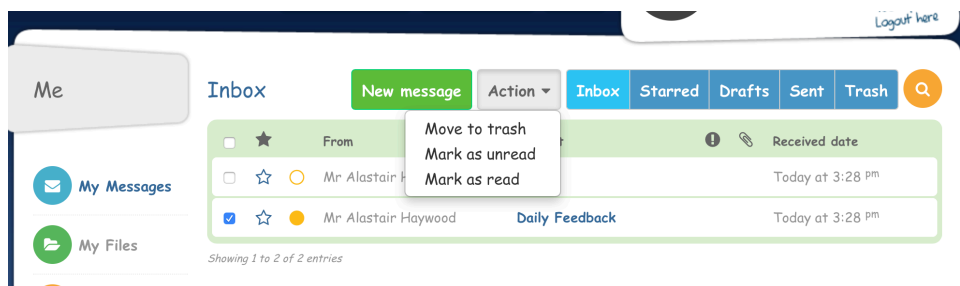 Logout here
Me
Inbox
New message
Action
Inbox
Starred
Drafts
Sent
Trash
Move to trash
Mark as unread
Mark as read
From
Received date
Mr Alastair
Today at 3:28 pm
Mr Alastair Haywood
Daily Feedback
Today at 3:28 pm
My Messages
My Files
Showing 1 to 2 of 2 entries